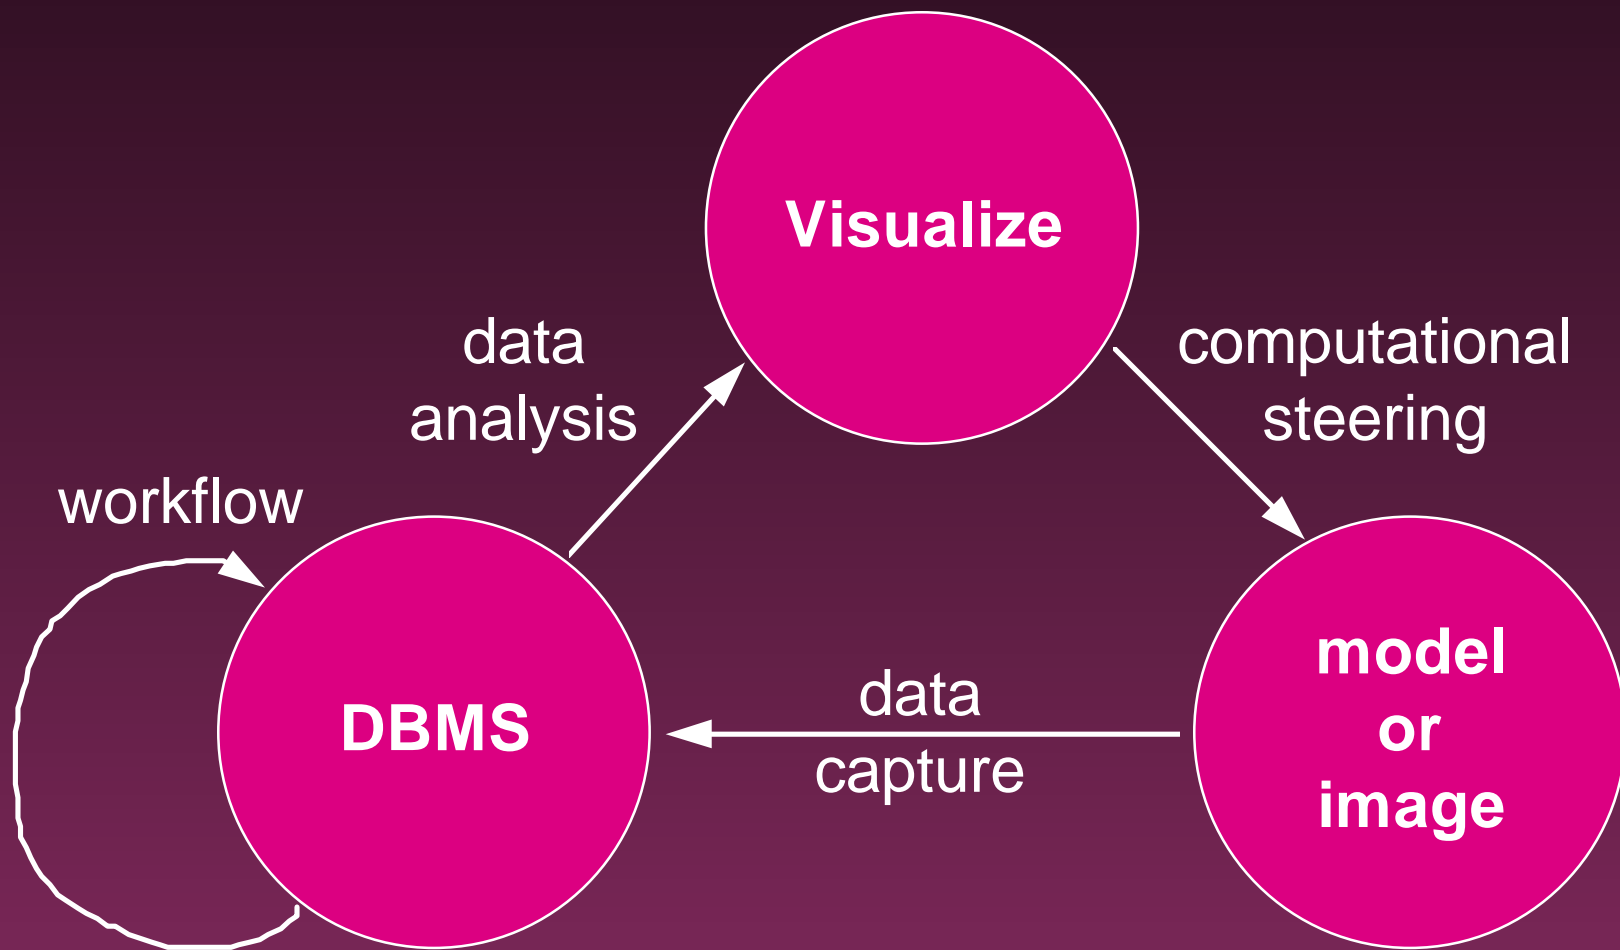 Visualize
data
analysis
computational
steering
workflow
DBMS
data
capture
model
or
image